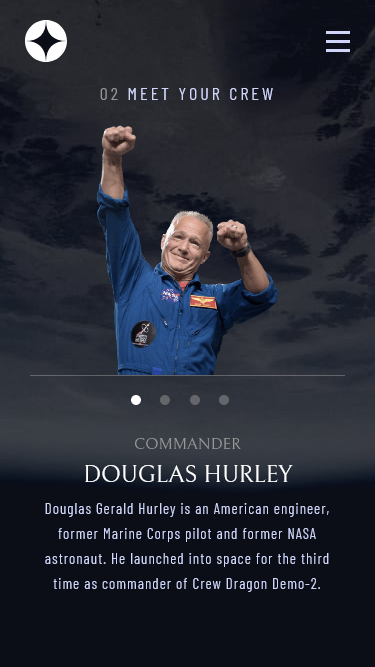 02 MEET YOUR CREW
COMMANDER
DOUGLAS HURLEY
Douglas Gerald Hurley is an American engineer,
former Marine Corps pilot and former NASA
astronaut. He launched into space for the third
time as commander of Crew Dragon Demo-2.